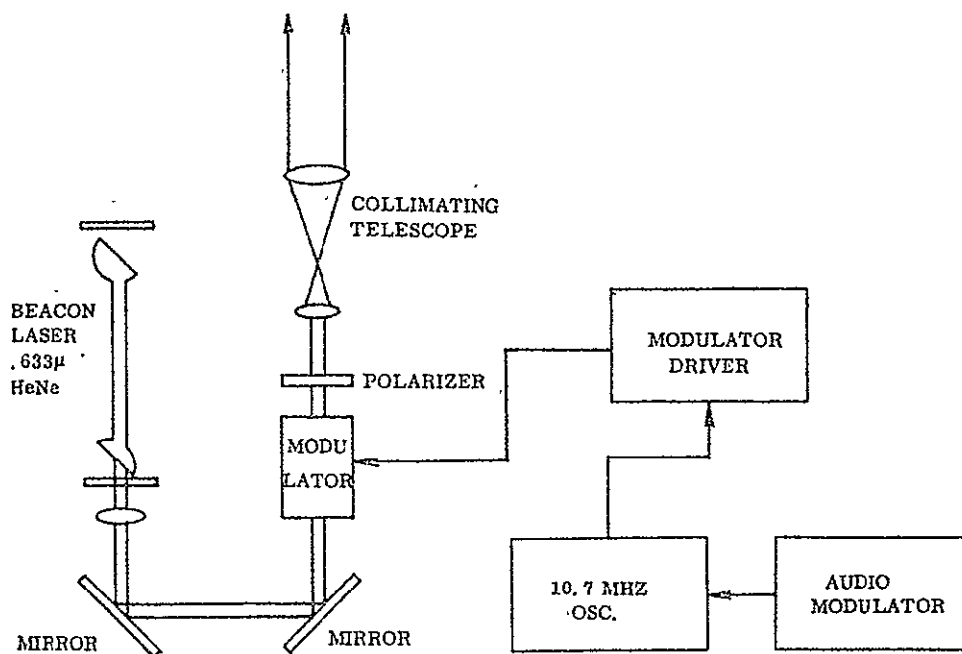 COLLIMATING
TELESCOPE
BEACON
LASER
.633µ
HeNe
MODULATOR
DRIVER
POLARIZER
MODU
LATOR
10.7 MHZ
OSC.
AUDIO
MODULATOR
MIRROR
MIRROR